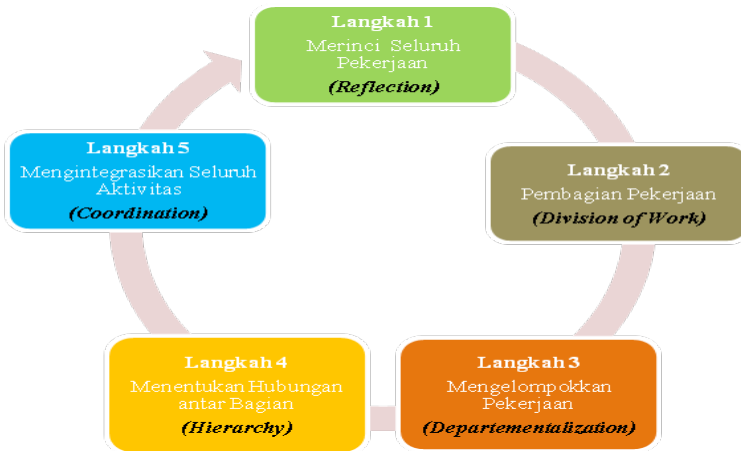 Langkah 1
Merinci Seluruh
Pekerjaan
(Reflection)
Langkah 2
Pembagian Pekerjaan
(Division of Work)
Langkah 3
Mengelompokkan
Pekerjaan
(Departementalization)
Langkah 4
Menentukan Hubungan
antar Bagian
(Hierarchy)
Langkah 5
Mengintegrasikan Seluruh
Aktivitas
(Coordination)